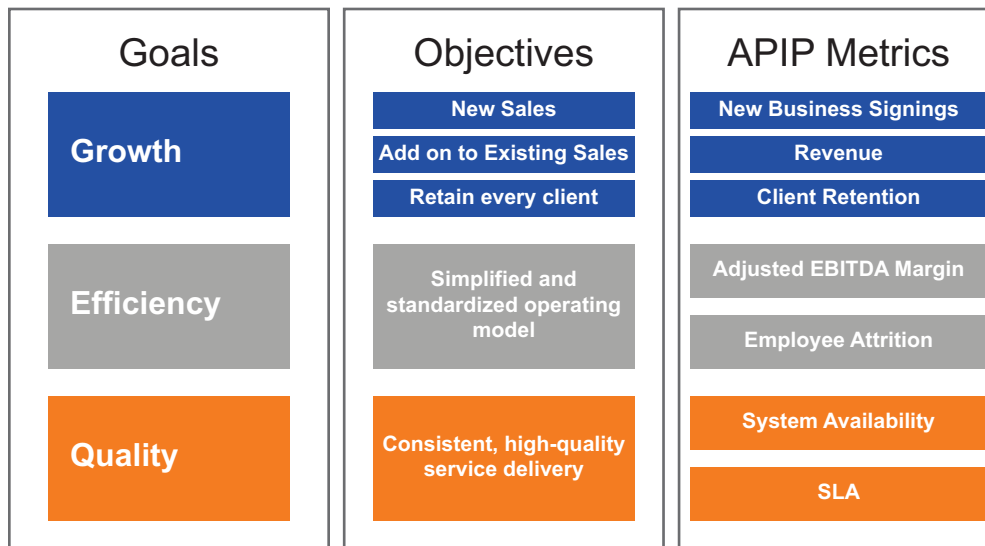 Goals
Growth
Efficiency
Quality
Objectives
New Sales
Add on to Existing Sales
Retain every client
Simplified and
standardized operating
model
Consistent, high-quality
service delivery
APIP Metrics
New Business Signings
Revenue
Client Retention
Adjusted EBITDA Margin
Employee Attrition
System Availability
SLA